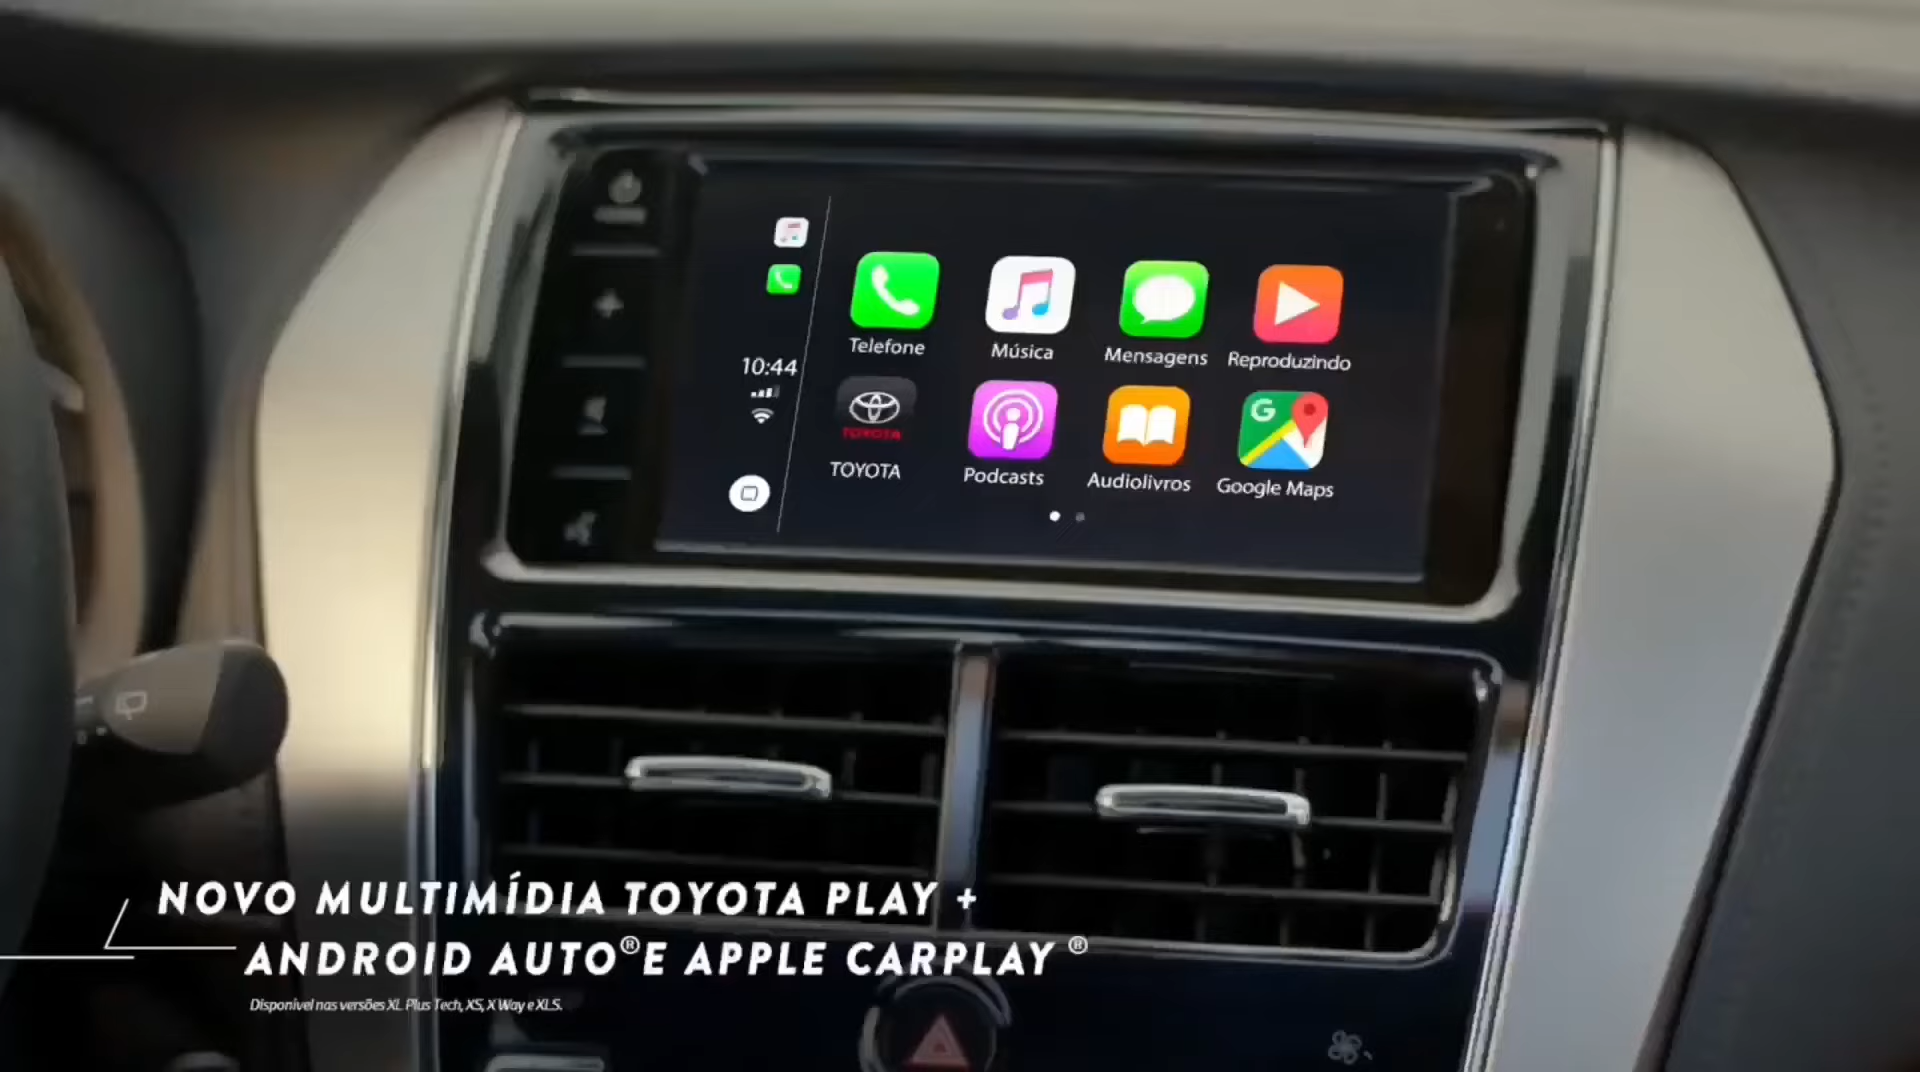 Telefone
Música
Mensagens
Reproduzindo
10:44
TOYOTA
TOYOTA
Podcasts
Audiolivros
Google Maps
NOVO MULTIMÍDIA TOYOTA PLAY +
ANDROID AUTO® E APPLE CARPLAY ®
Disponível nas versões XL Plus Tech, XS, X Way e XLS.